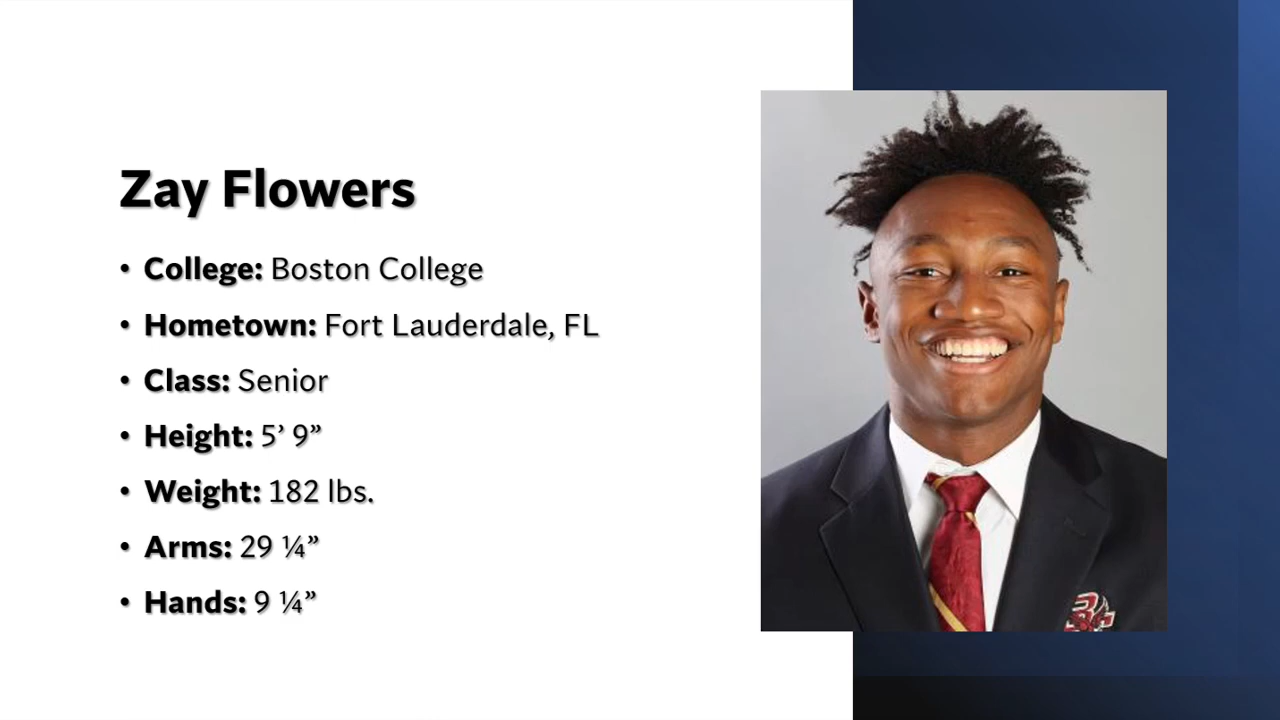 Zay Flowers
• College: Boston College
• Hometown: Fort Lauderdale, FL
• Class: Senior
• Height: 5’ 9”
• Weight: 182 lbs.
• Arms: 29 ¼”
• Hands: 9 ¼”